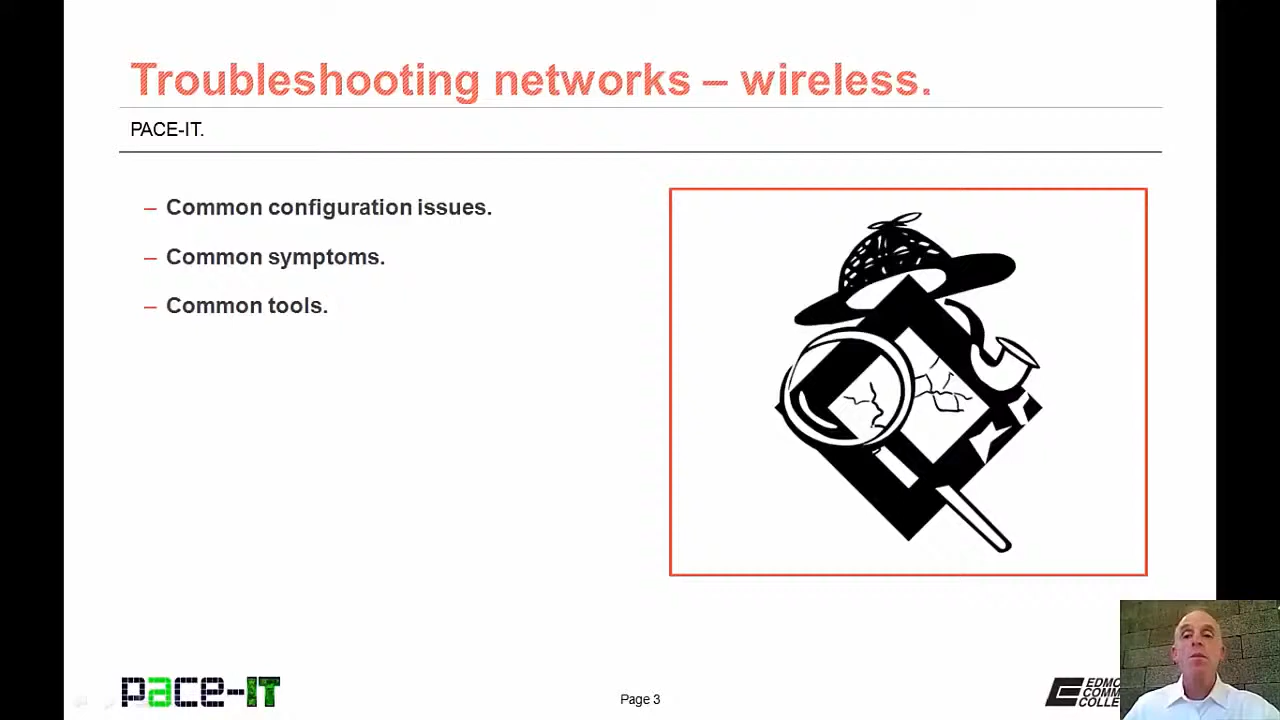 Troubleshooting networks – wireless.
PACE-IT.
– Common configuration issues.
– Common symptoms.
– Common tools.
pace-IT
Page 3